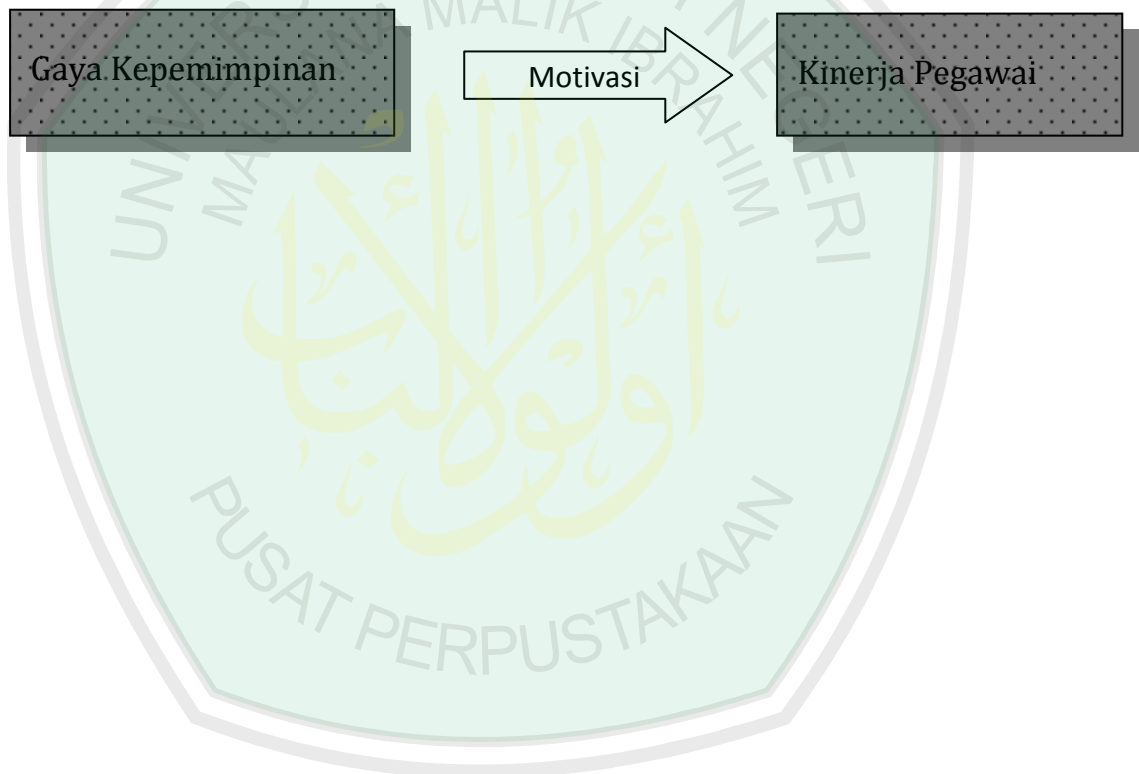 Gaya Kepemimpinan
Motivasi
Kinerja Pegawai
MALIK IBRAHIM
PUSAT PERPUSTAKAAN